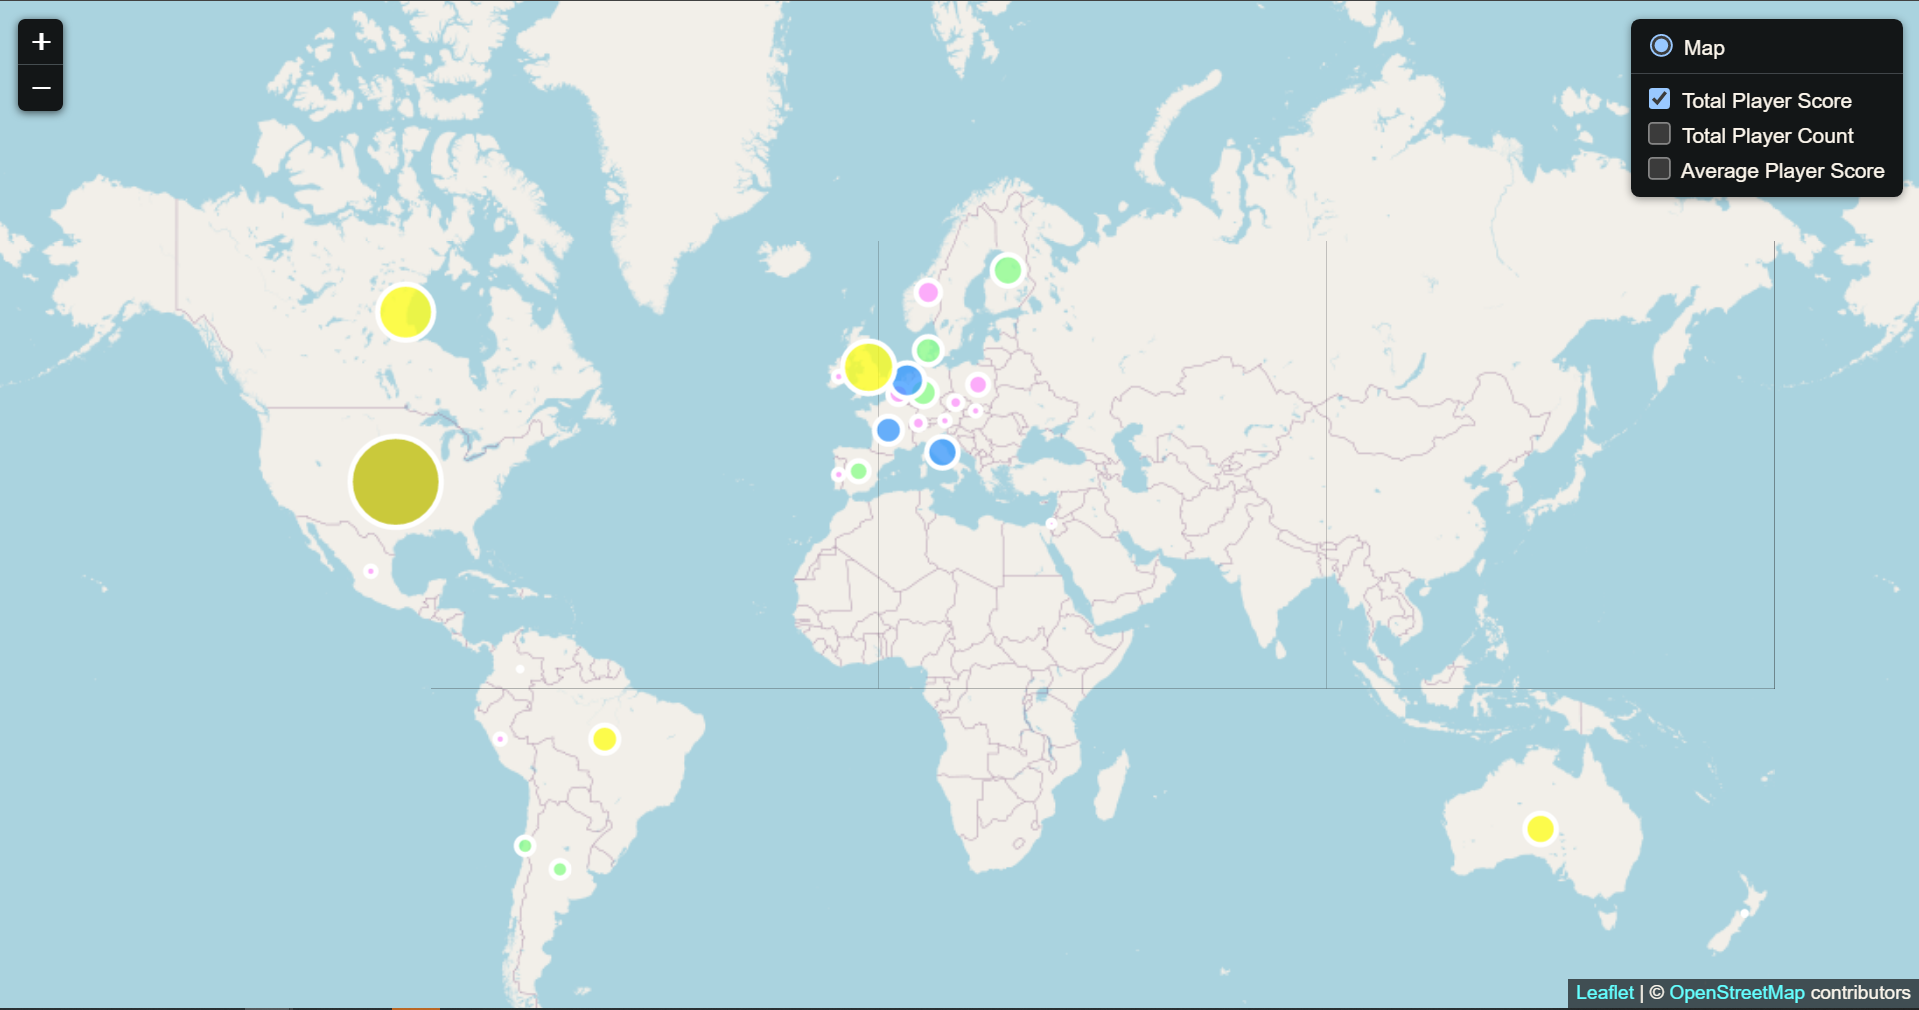 +
−
Map
Total Player Score
Total Player Count
Average Player Score
Leaflet | © OpenStreetMap contributors